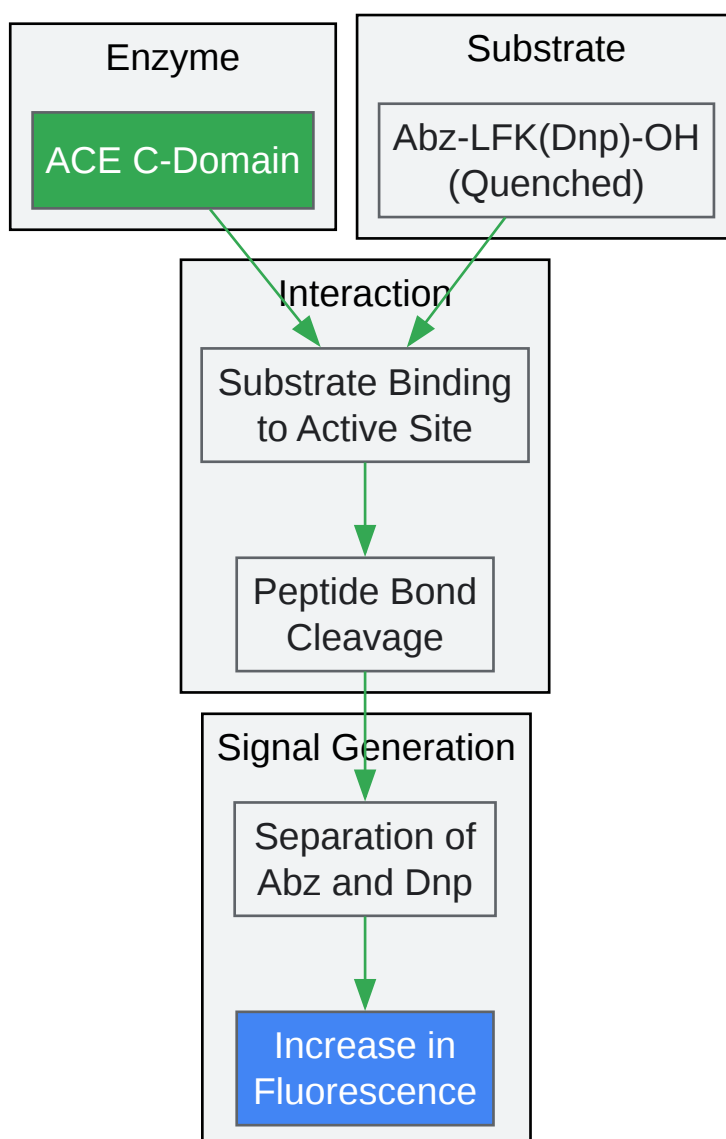 Enzyme
ACE C-Domain
Substrate
Abz-LFK(Dnp)-OH
(Quenched)
Interaction
Substrate Binding
to Active Site
Peptide Bond
Cleavage
Signal Generation
Separation of
Abz and Dnp
Increase in
Fluorescence